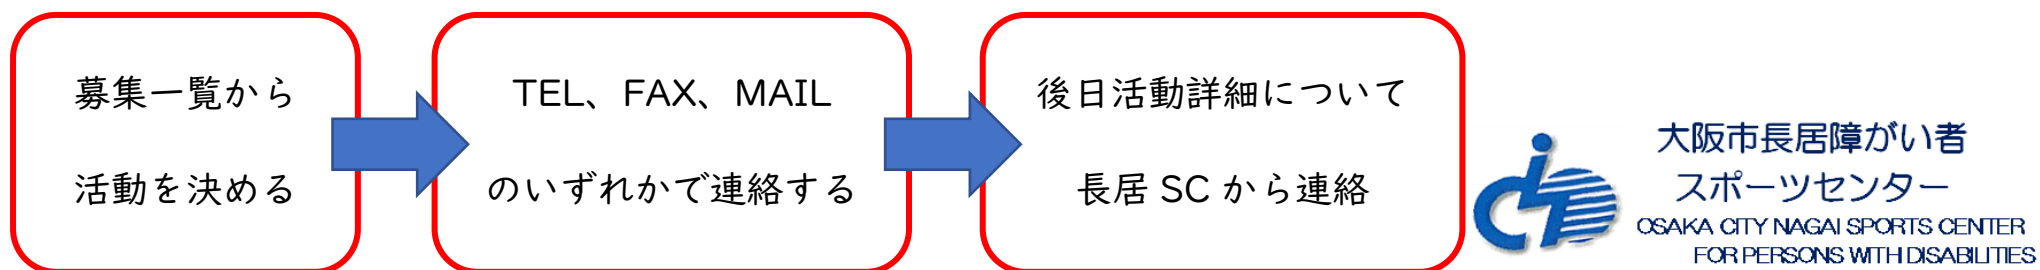 募集一覧から
活動を決める
TEL、FAX、MAIL
のいずれかで連絡する
後日活動詳細について
長居 SC から連絡
大阪市長居障がい者
スポーツセンター
OSAKA CITY NAGAI SPORTS CENTER
FOR PERSONS WITH DISABILITIES